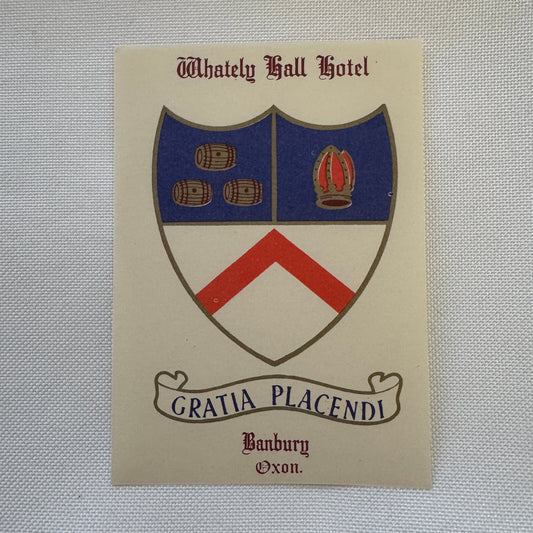 Whately Hall Hotel
GRATIA PLACENDI
Banbury
Oxon.